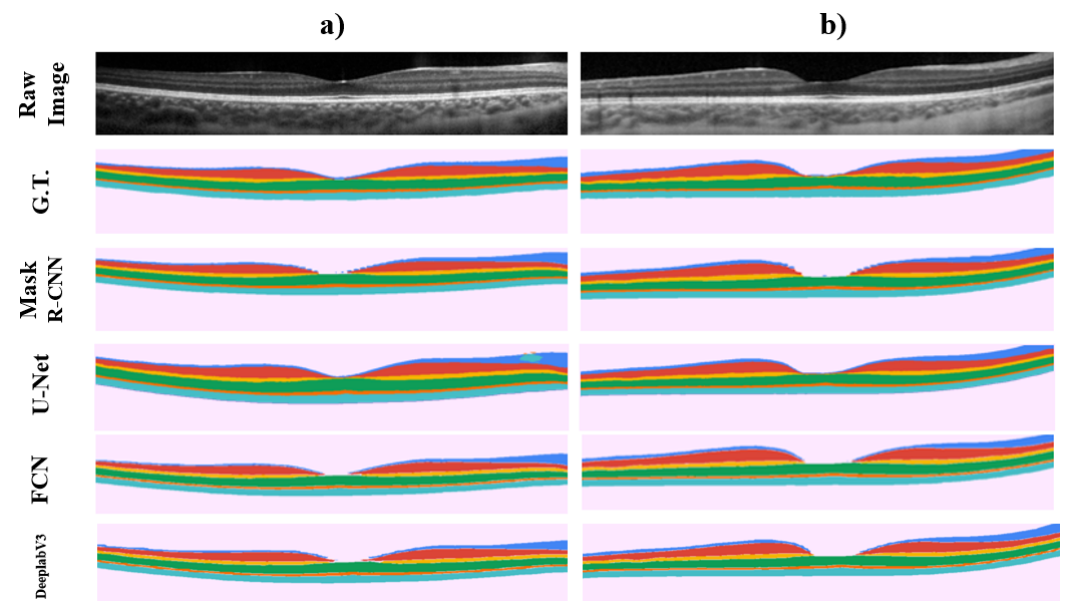 a)
b)
Raw
Image
G.T.
Mask
R-CNN
U-Net
FCN
DeeplabV3